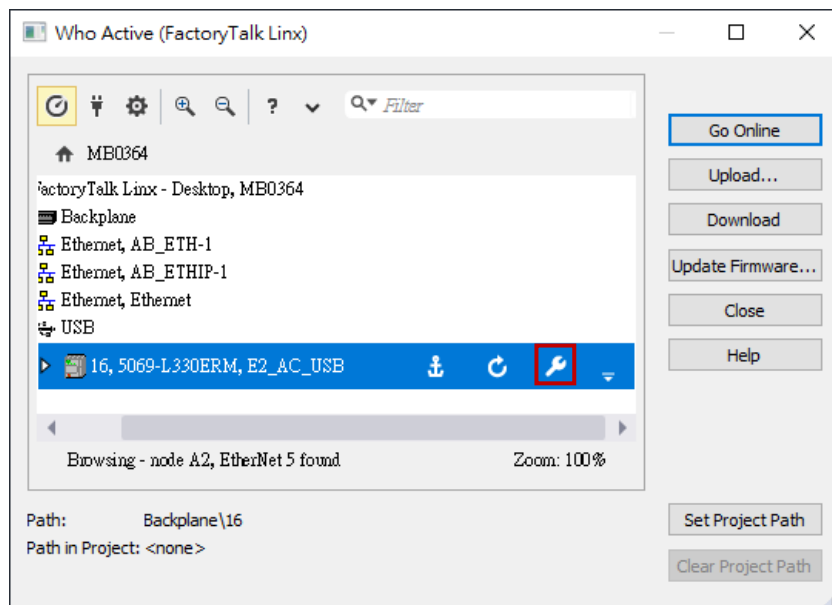 Who Active (FactoryTalk Linx)
? Filter
MB0364
FactoryTalk Linx - Desktop, MB0364
Backplane
Ethernet, AB_ETH-1
Ethernet, AB_ETHIP-1
Ethernet, Ethernet
USB
16, 5069-L330ERM, E2_AC_USB
Browsing - node A2, EtherNet 5 found
Zoom: 100%
Go Online
Upload...
Download
Update Firmware...
Close
Help
Path: Backplane\16
Path in Project: <none>
Set Project Path
Clear Project Path